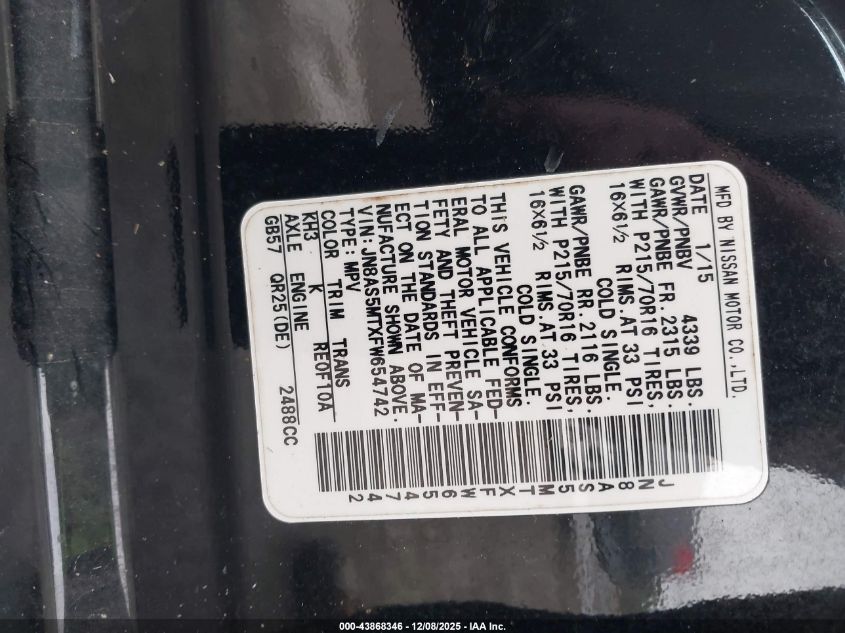 MFD BY NISSAN MOTOR CO.,LTD.
DATE 1/15
GVWR/PNBV 4339 LBS.
GAWR/PNBE FR.2315 LBS.
WITH P215/70R16 TIRES,
16X6½ RIMS.AT 33 PSI
COLD SINGLE.
GAWR/PNBE RR.2116 LBS.
WITH P215/70R16 TIRES,
16X6½ RIMS.AT 33 PSI
COLD SINGLE.
THIS VEHICLE CONFORMS
TO ALL APPLICABLE FED-
ERAL MOTOR VEHICLE SA-
FETY AND THEFT PREVEN-
TION STANDARDS IN EFF-
ECT ON THE DATE OF MA-
NUFACTURE SHOWN ABOVE.
VIN:JN8AS5MTXFW654742
TYPE:MPV
COLOR TRIM TRANS
KH3 K RE0F10A
AXLE ENGINE
GB57 QR25(DE) 2488CC
JN8AS5MTXFW654742
000-43868346 - 12/08/2025 - IAA Inc.